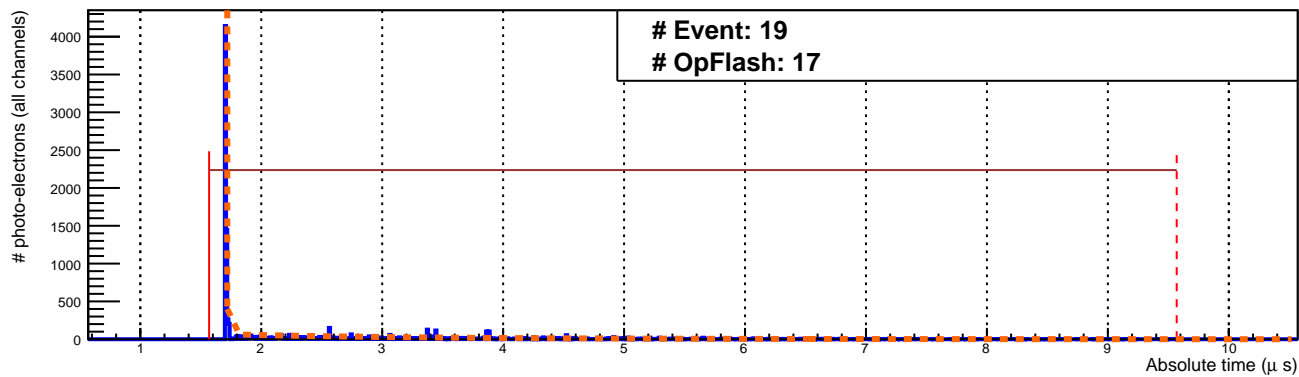 # Event: 19
# OpFlash: 17
# photo-electrons (all channels)
4000
3500
3000
2500
2000
1500
1000
500
0
1 2 3 4 5 6 7 8 9 10
Absolute time (μ s)